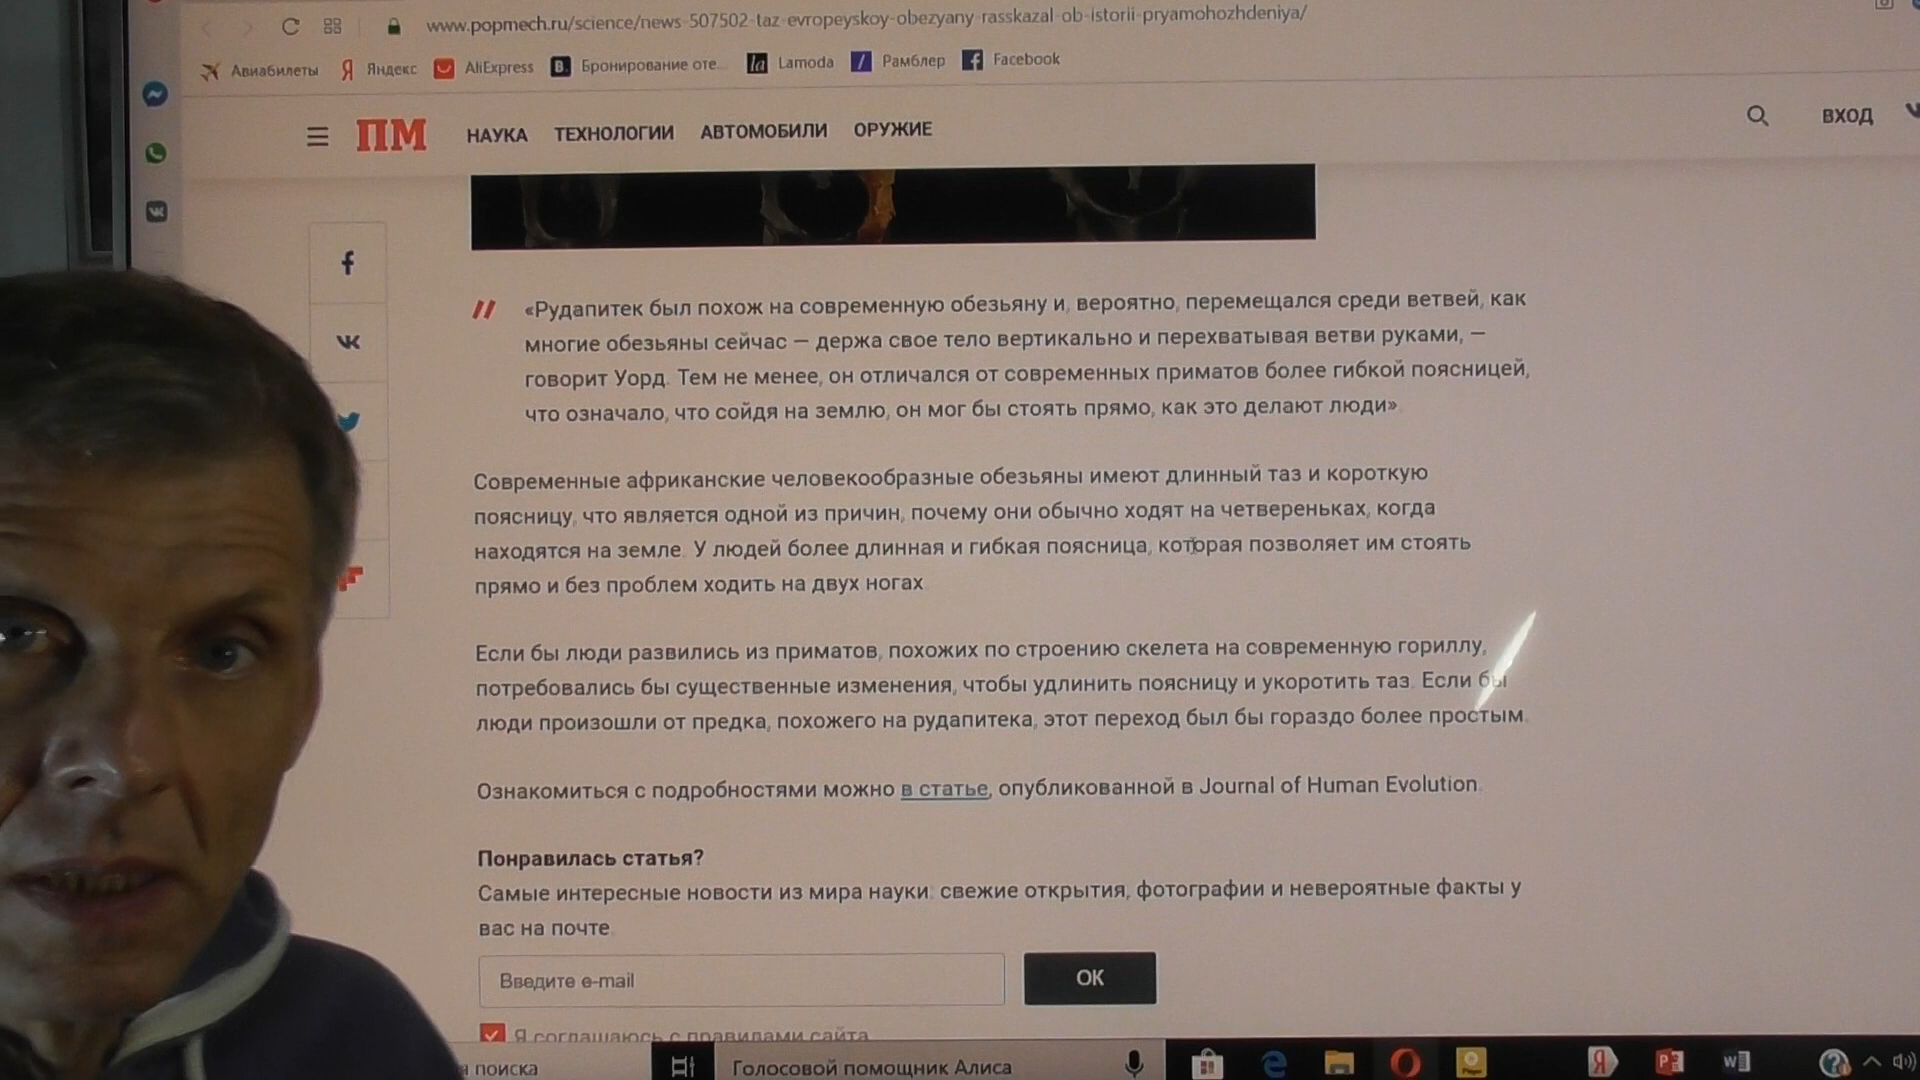 www.popmech.ru/science/news-507502-taz-evropeyskoy-obezyany-rasskazal-ob-istorii-pryamohozhdeniya/
Авиабилеты Яндекс AliExpress Бронирование оте... Lamoda Рамблер Facebook
ПМ НАУКА ТЕХНОЛОГИИ АВТОМОБИЛИ ОРУЖИЕ ВХОД
«Рудапитек был похож на современную обезьяну и, вероятно, перемещался среди ветвей, как
многие обезьяны сейчас — держа свое тело вертикально и перехватывая ветви руками, —
говорит Уорд. Тем не менее, он отличался от современных приматов более гибкой поясницей,
что означало, что сойдя на землю, он мог бы стоять прямо, как это делают люди».
Современные африканские человекообразные обезьяны имеют длинный таз и короткую
поясницу, что является одной из причин, почему они обычно ходят на четвереньках, когда
находятся на земле. У людей более длинная и гибкая поясница, которая позволяет им стоять
прямо и без проблем ходить на двух ногах.
Если бы люди развились из приматов, похожих по строению скелета на современную гориллу,
потребовались бы существенные изменения, чтобы удлинить поясницу и укоротить таз. Если бы
люди произошли от предка, похожего на рудапитека, этот переход был бы гораздо более простым.
Ознакомиться с подробностями можно в статье, опубликованной в Journal of Human Evolution.
Понравилась статья?
Самые интересные новости из мира науки: свежие открытия, фотографии и невероятные факты у
вас на почте.
Введите e-mail
OK
Я соглашаюсь с правилами сайта
я поиска Голосовой помощник Алиса